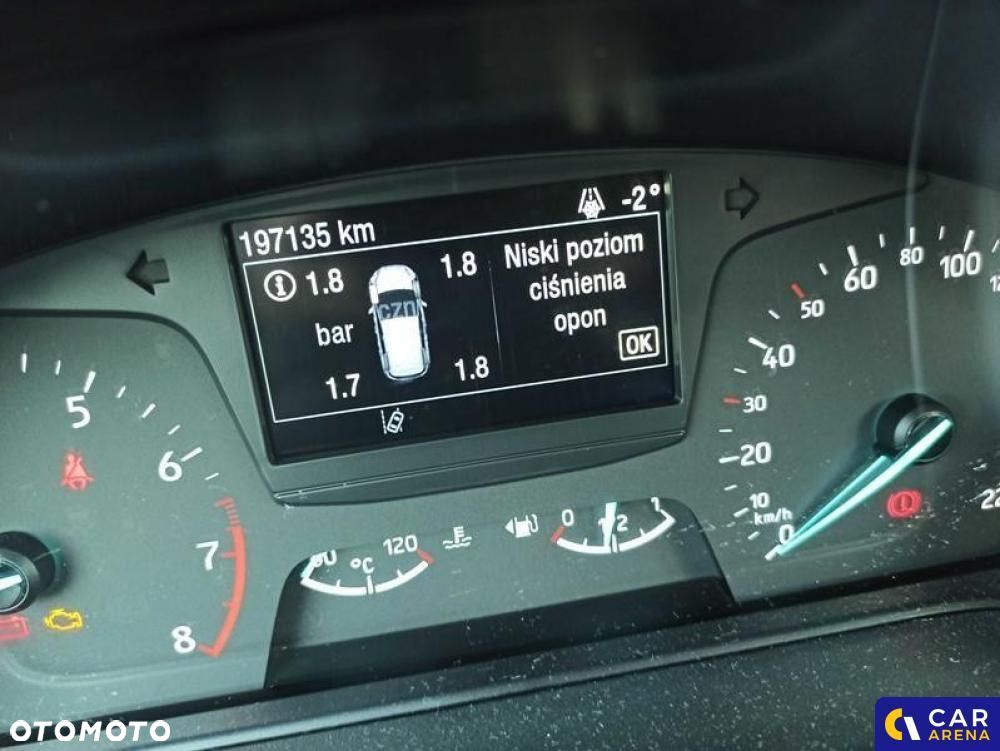 -2°
197135 km
1.8
1.8
bar
1.7
1.8
Niski poziom
ciśnienia
opon
OK
5
6
7
8
120
°C
0
1/2
1
0
10
km/h
20
30
40
50
60
80
100
OTOMOTO
CAR
ARENA